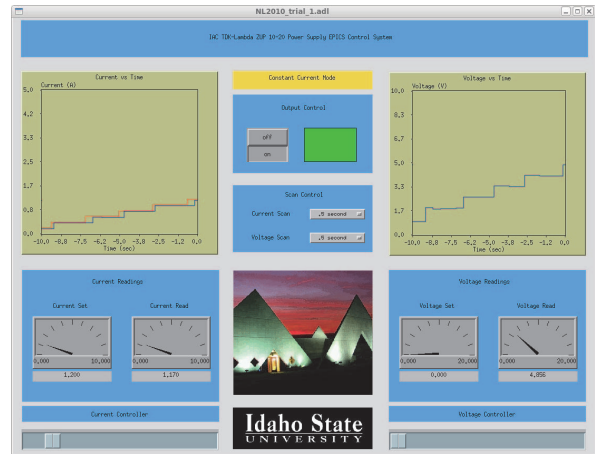 NL2010_trial_1.adl
IAC TDK-Lambda ZUP 10-20 Power Supply EPICS Control System
Current vs Time
Current (A)
5,0
4,2
3,3
2,5
1,7
0,8
0,0
-10,0 -8,8 -7,5 -6,2 -5,0 -3,8 -2,5 -1,2 0,0
Time (sec)
Constant Current Mode
Output Control
off
on
Scan Control
Current Scan .5 second
Voltage Scan .5 second
Voltage vs Time
Voltage (V)
10,0
8,3
6,7
5,0
3,3
1,7
0,0
-10,0 -8,8 -7,5 -6,2 -5,0 -3,8 -2,5 -1,2 0,0
Time (sec)
Current Readings
Current Set Current Read
0,000 10,000 0,000 10,000
1,200 1,170
Current Controller
Idaho State
UNIVERSITY
Voltage Readings
Voltage Set Voltage Read
0,000 20,000 0,000 20,000
0,000 4,856
Voltage Controller